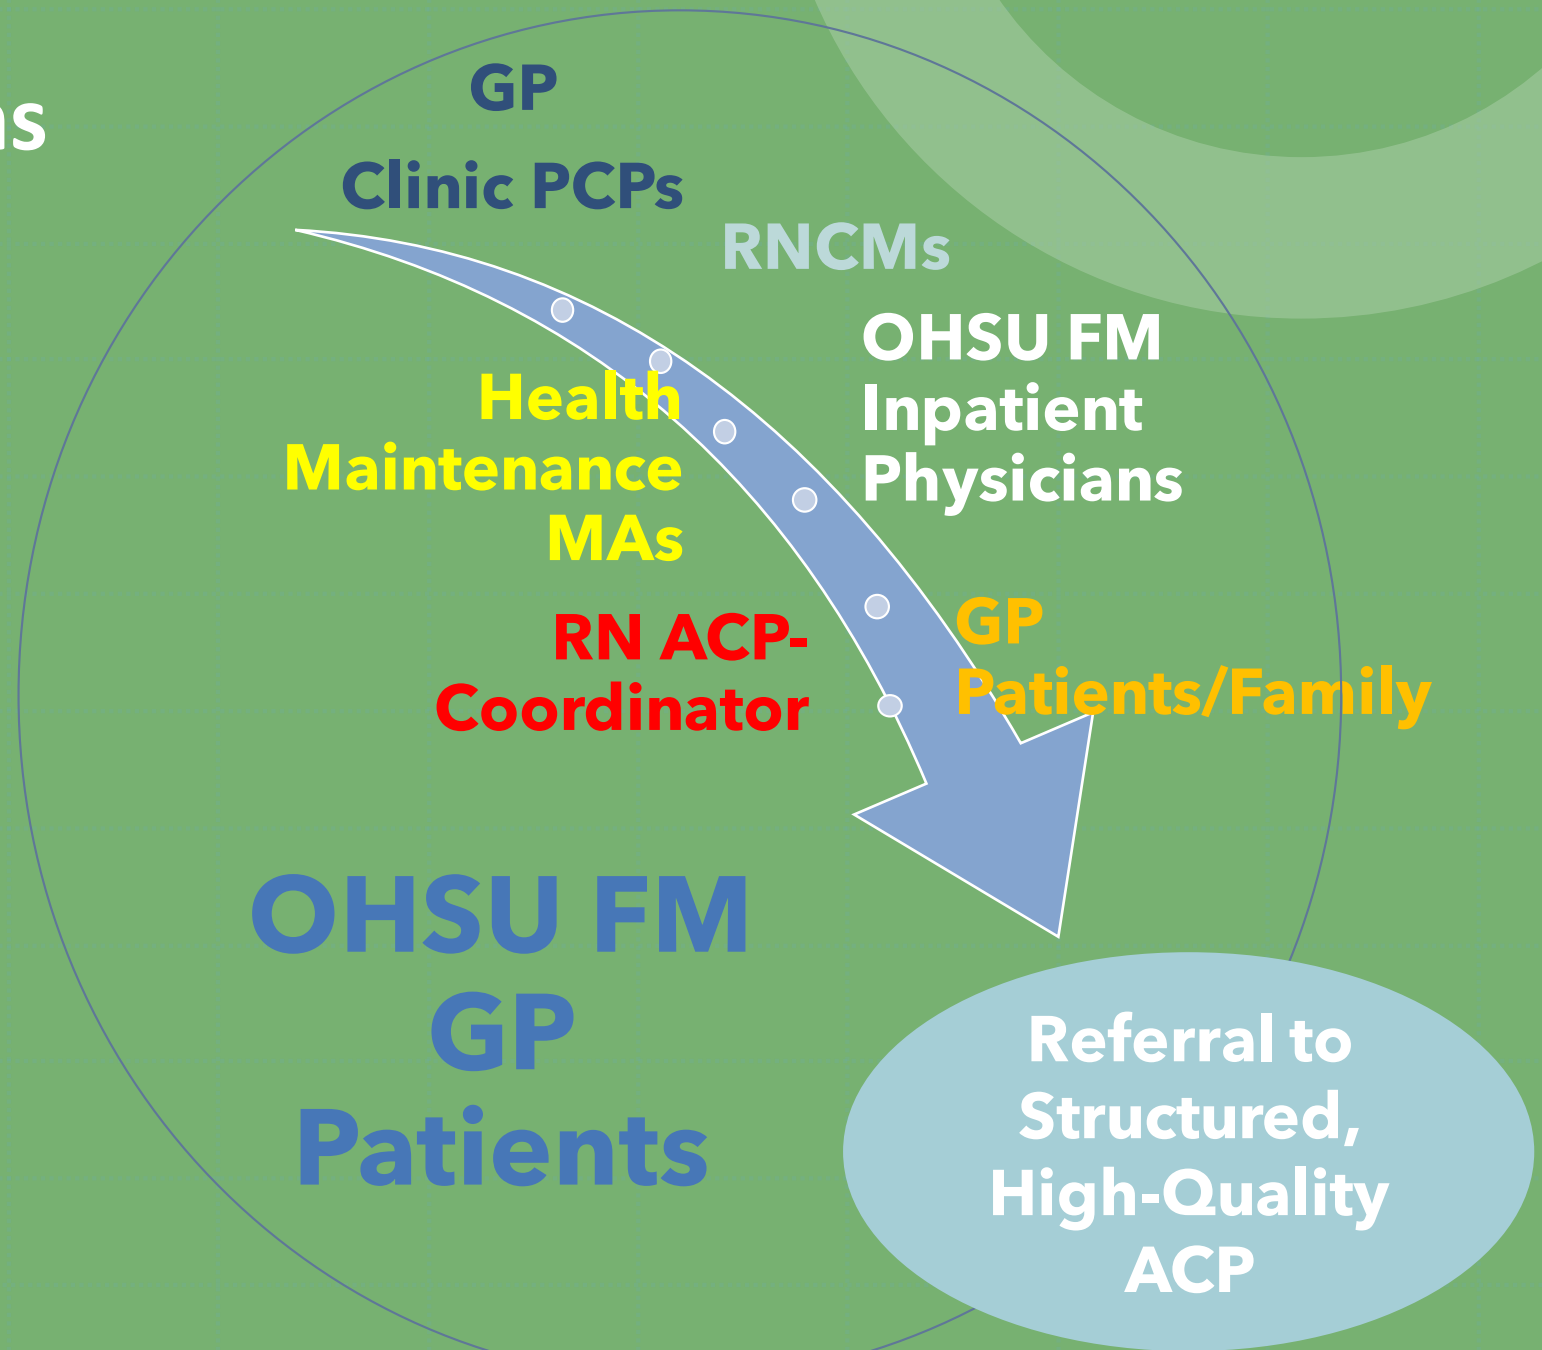 GP
Clinic PCPs
RNCMs
OHSU FM
Inpatient
Physicians
Health
Maintenance
MAs
RN ACP-
Coordinator
GP
Patients/Family
OHSU FM
GP
Patients
Referral to
Structured,
High-Quality
ACP